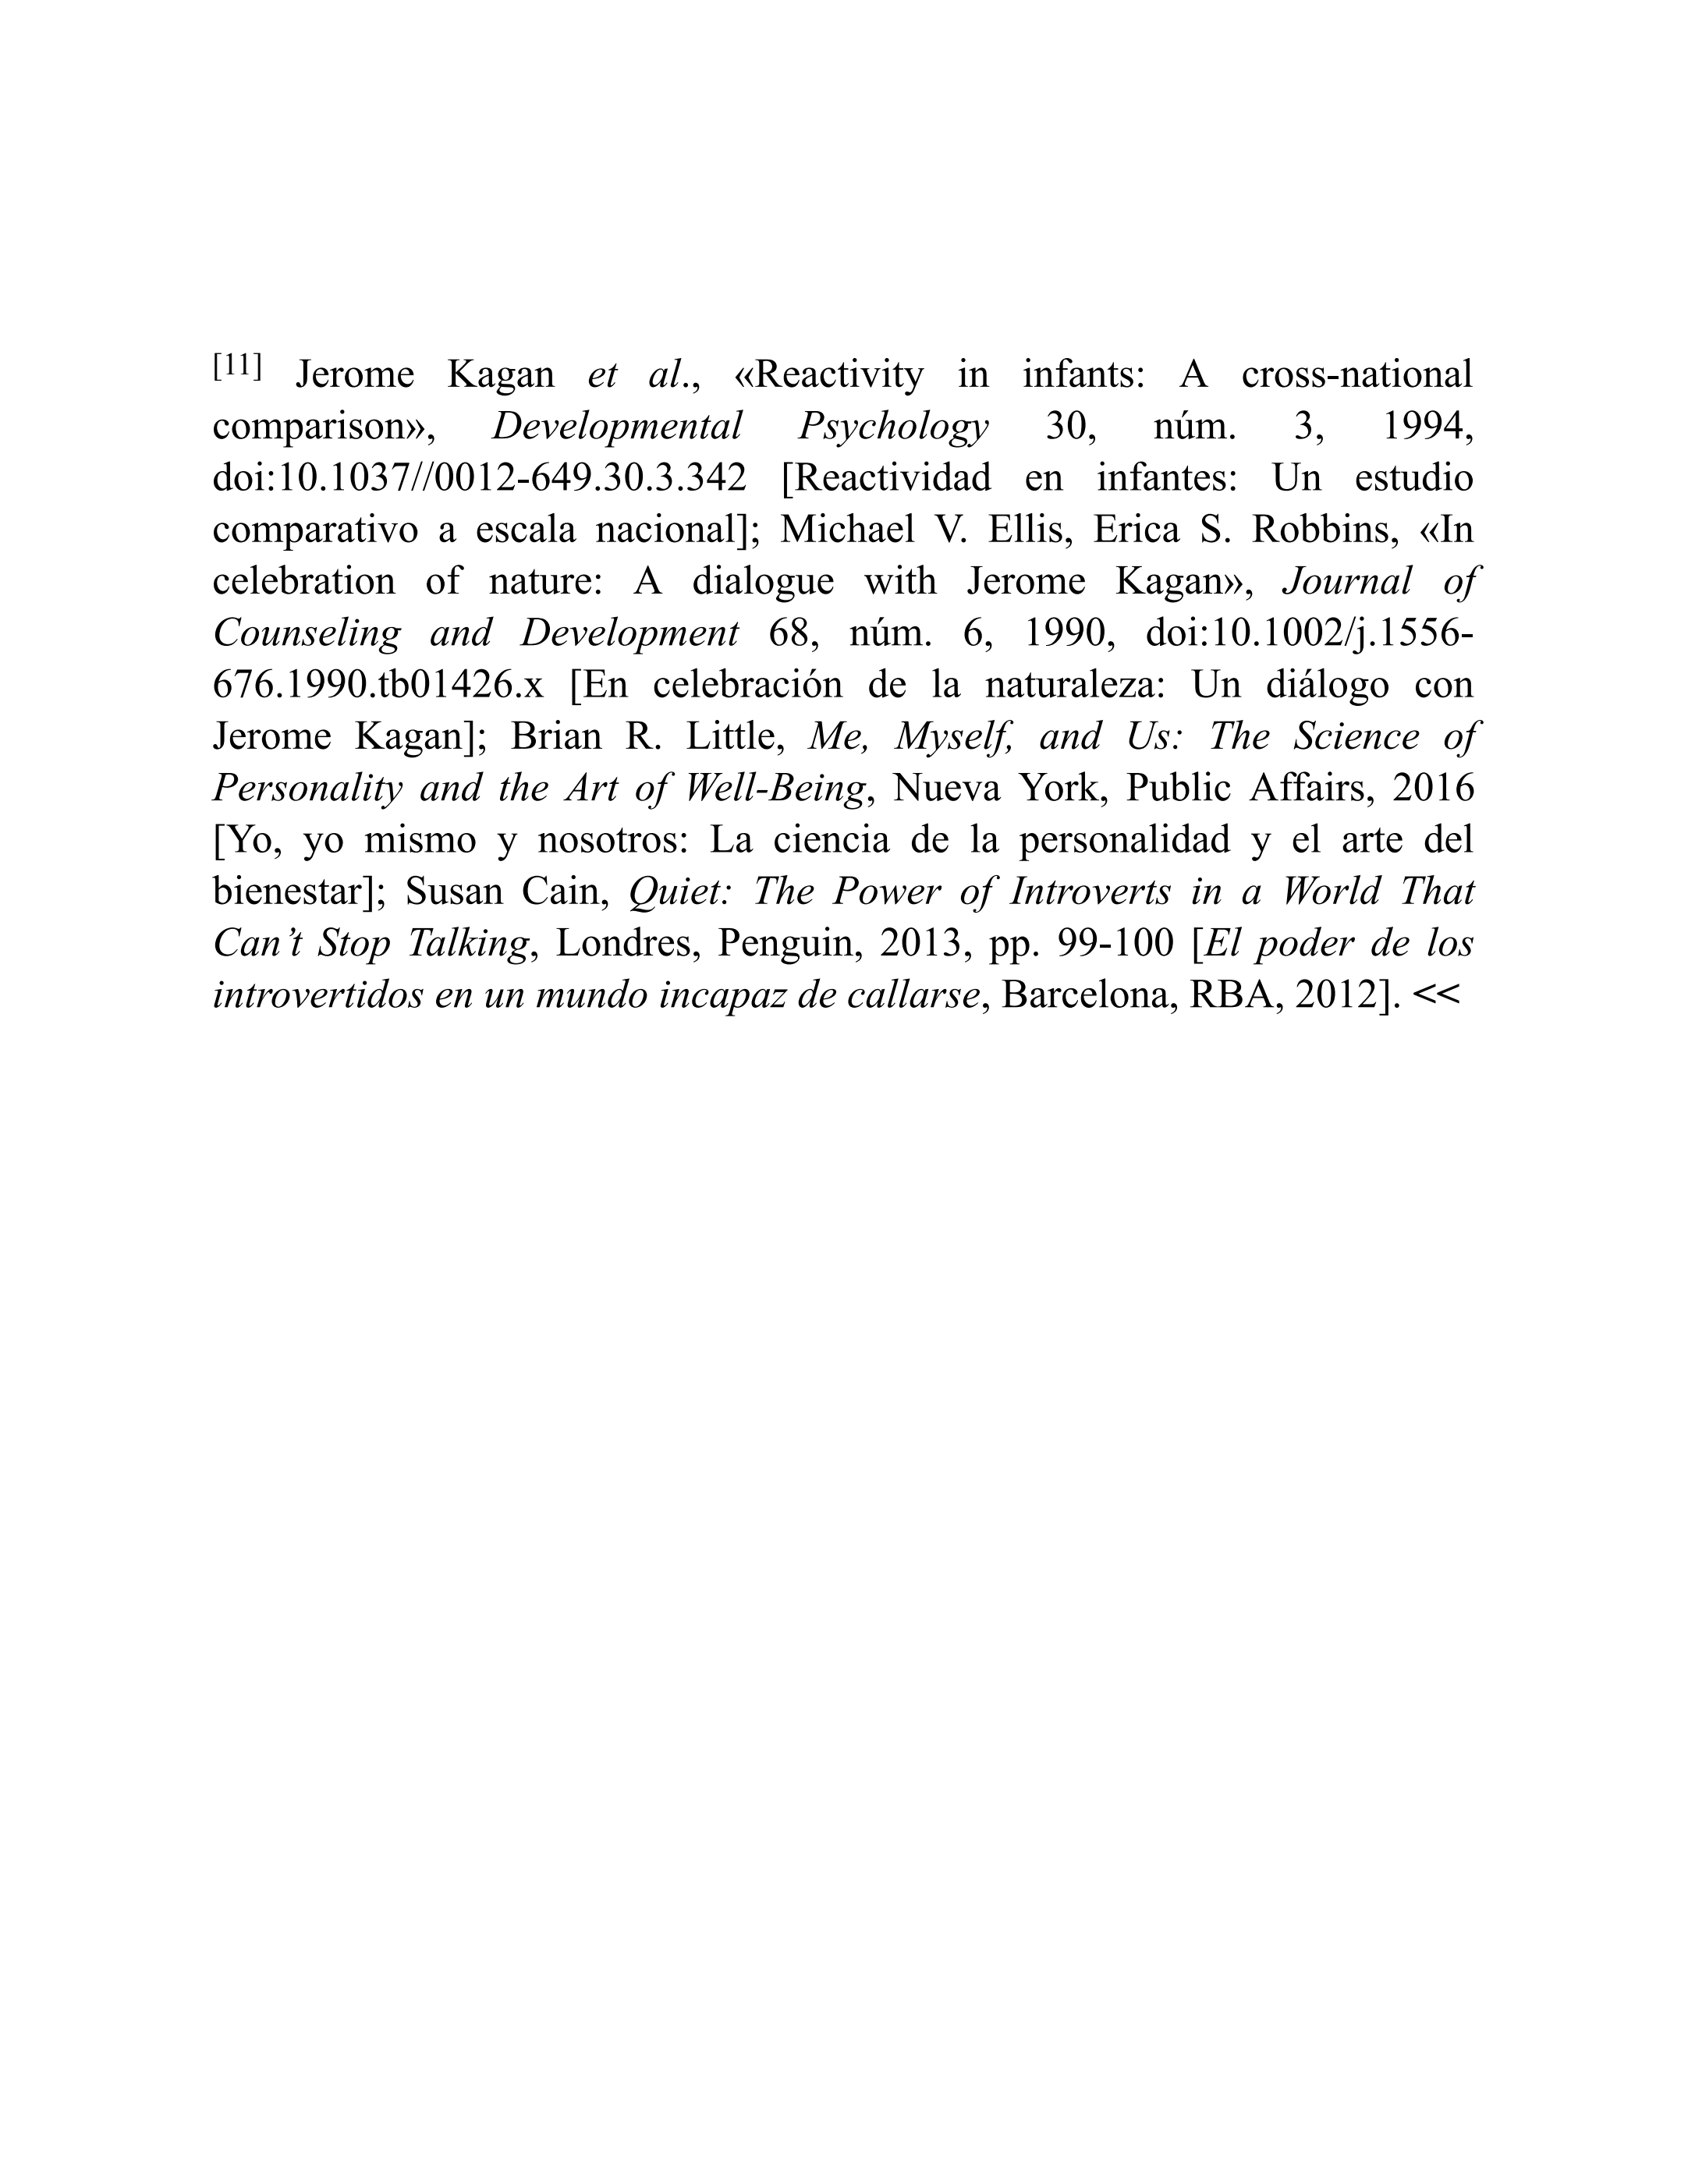 [11] Jerome Kagan et al., «Reactivity in infants: A cross-national
comparison», Developmental Psychology 30, núm. 3, 1994,
doi:10.1037//0012-649.30.3.342 [Reactividad en infantes: Un estudio
comparativo a escala nacional]; Michael V. Ellis, Erica S. Robbins, «In
celebration of nature: A dialogue with Jerome Kagan», Journal of
Counseling and Development 68, núm. 6, 1990, doi:10.1002/j.1556-
676.1990.tb01426.x [En celebración de la naturaleza: Un diálogo con
Jerome Kagan]; Brian R. Little, Me, Myself, and Us: The Science of
Personality and the Art of Well-Being, Nueva York, Public Affairs, 2016
[Yo, yo mismo y nosotros: La ciencia de la personalidad y el arte del
bienestar]; Susan Cain, Quiet: The Power of Introverts in a World That
Can’t Stop Talking, Londres, Penguin, 2013, pp. 99-100 [El poder de los
introvertidos en un mundo incapaz de callarse, Barcelona, RBA, 2012]. <<